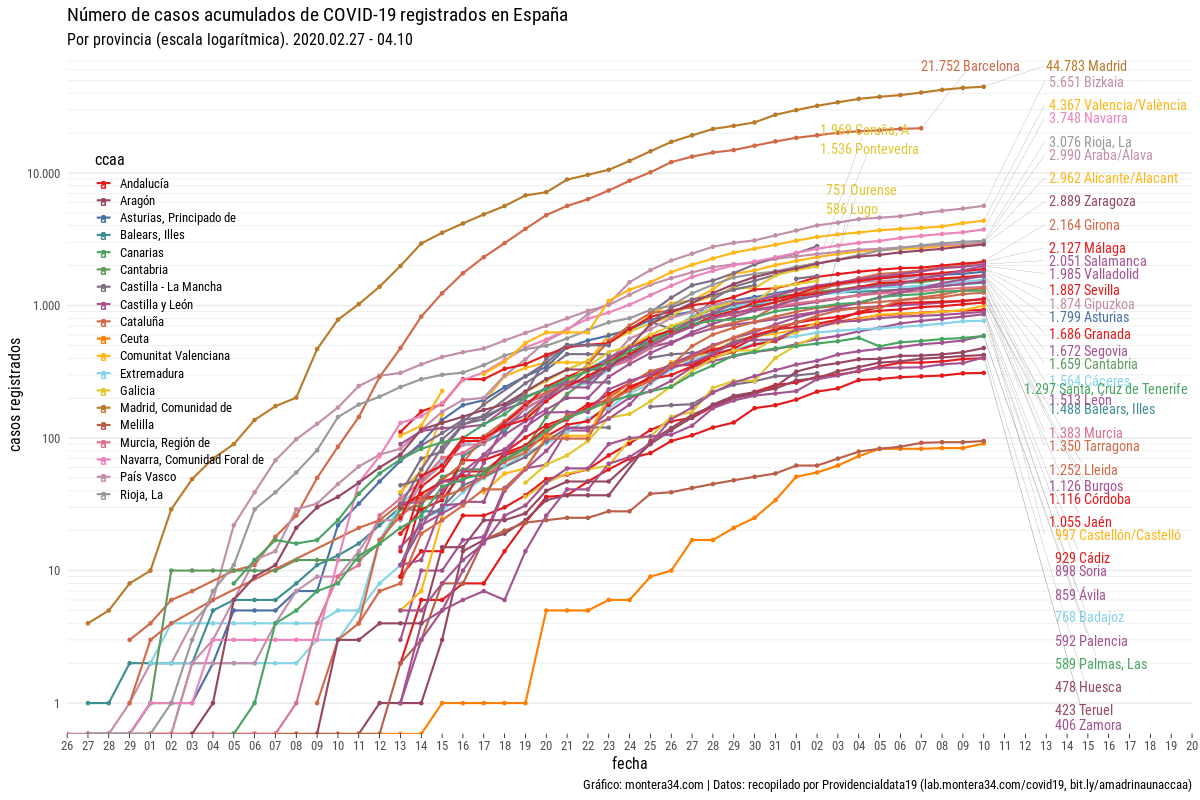 Número de casos acumulados de COVID-19 registrados en España
Por provincia (escala logarítmica). 2020.02.27 - 04.10
21.752 Barcelona
44.783 Madrid
5.651 Bizkaia
4.367 Valencia/València
3.748 Navarra
1.969 Coruña, A
1.536 Pontevedra
3.076 Rioja, La
2.990 Araba/Alava
2.962 Alicante/Alacant
751 Ourense
586 Lugo
2.889 Zaragoza
2.164 Girona
2.127 Málaga
2.051 Salamanca
1.985 Valladolid
1.887 Sevilla
1.874 Gipuzkoa
1.799 Asturias
1.686 Granada
1.672 Segovia
1.659 Cantabria
1.564 Cáceres
1.297 Santa, Cruz de Tenerife
1.513 León
1.488 Balears, Illes
1.383 Murcia
1.350 Tarragona
1.252 Lleida
1.126 Burgos
1.116 Córdoba
1.055 Jaén
997 Castellón/Castelló
929 Cádiz
898 Soria
859 Ávila
768 Badajoz
592 Palencia
589 Palmas, Las
478 Huesca
423 Teruel
406 Zamora
ccaa
Andalucía
Aragón
Asturias, Principado de
Balears, Illes
Canarias
Cantabria
Castilla - La Mancha
Castilla y León
Cataluña
Ceuta
Comunitat Valenciana
Extremadura
Galicia
Madrid, Comunidad de
Melilla
Murcia, Región de
Navarra, Comunidad Foral de
País Vasco
Rioja, La
casos registrados
10.000
1.000
100
10
1
26 27 28 29 01 02 03 04 05 06 07 08 09 10 11 12 13 14 15 16 17 18 19 20 21 22 23 24 25 26 27 28 29 30 31 01 02 03 04 05 06 07 08 09 10 11 12 13 14 15 16 17 18 19 20
fecha
Gráfico: montera34.com | Datos: recopilado por Providencialdata19 (lab.montera34.com/covid19, bit.ly/amadrinaunaccaa)